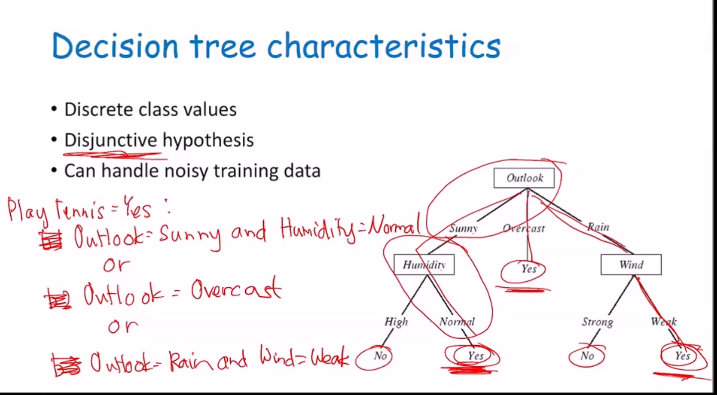 Decision tree characteristics
• Discrete class values
• Disjunctive hypothesis
• Can handle noisy training data
Play Tennis = Yes :
Outlook = Sunny and Humidity = Normal
or
Outlook = Overcast
or
Outlook = Rain and Wind = Weak
Outlook
Sunny Overcast Rain
Humidity Yes Wind
High Normal Strong Weak
No Yes No Yes